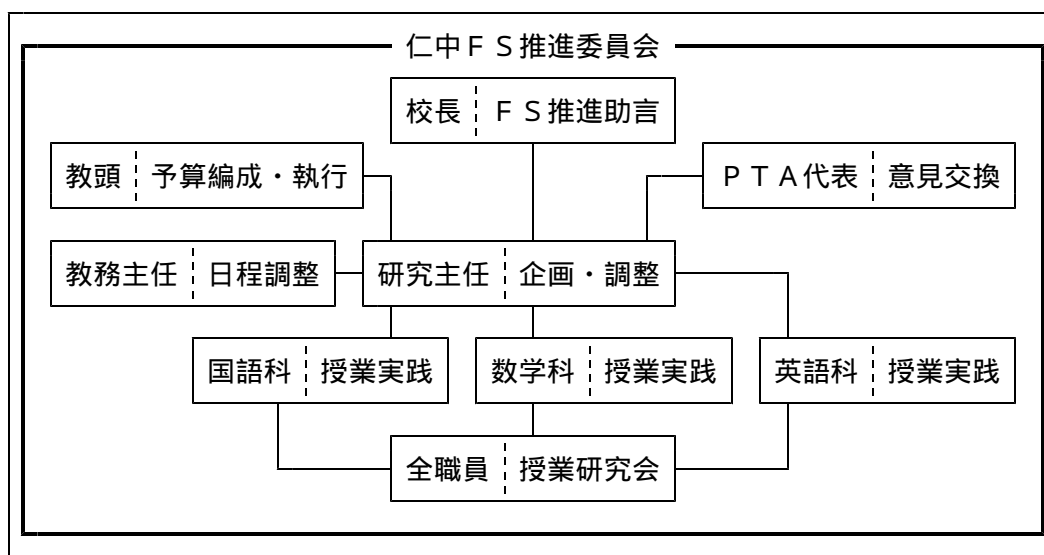 仁中ＦＳ推進委員会
校長 ＦＳ推進助言
教頭 予算編成・執行
ＰＴＡ代表 意見交換
教務主任 日程調整
研究主任 企画・調整
国語科 授業実践
数学科 授業実践
英語科 授業実践
全職員 授業研究会